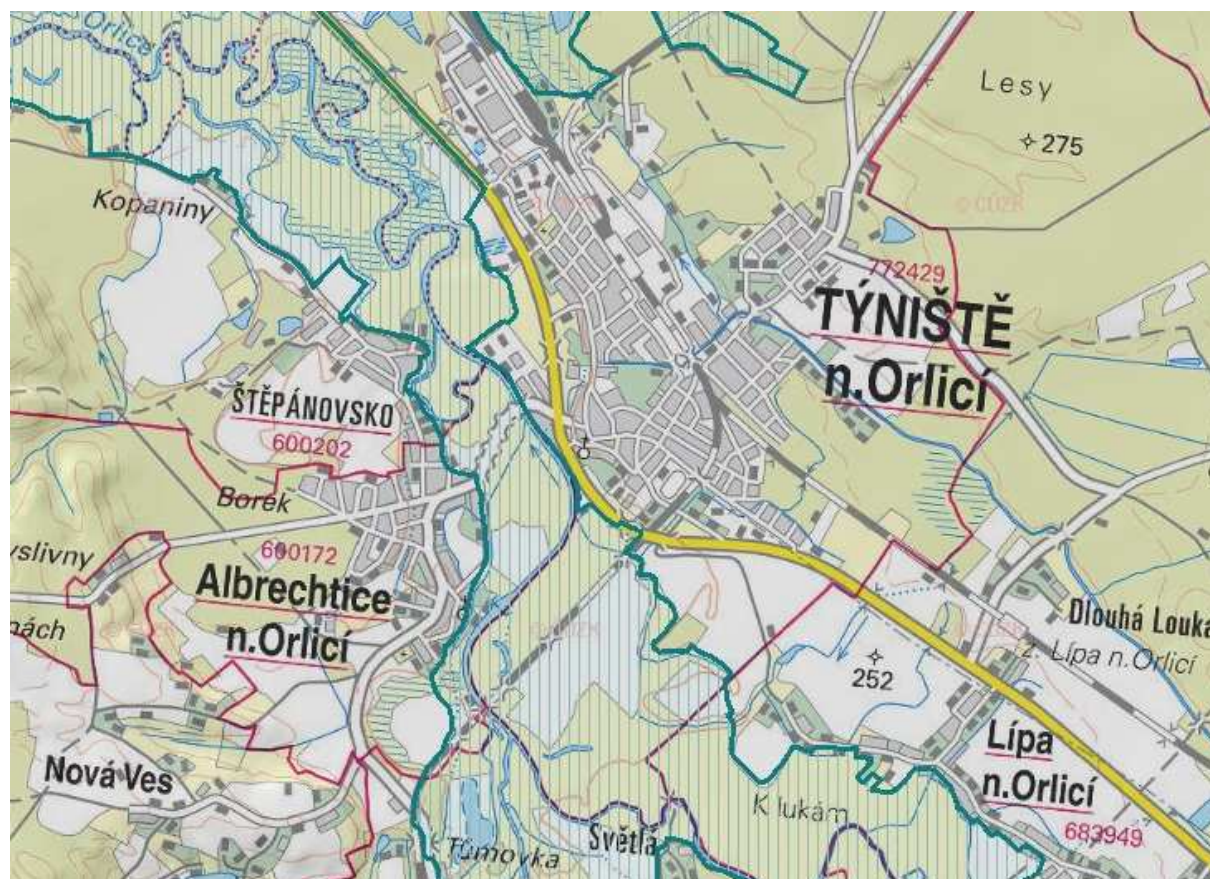 Orlice
Lesy
275
Kopaniny
© ČÚZK
772429
TÝNIŠTĚ
n.Orlicí
ŠTĚPÁNOVSKO
600202
Borek
600172
Albrechtice
n.Orlicí
Dlouhá Louka
z. Lípa n.Orlicí
252
Lípa
n.Orlicí
Nová Ves
K lukám
683949
Světlá
Tůmovka